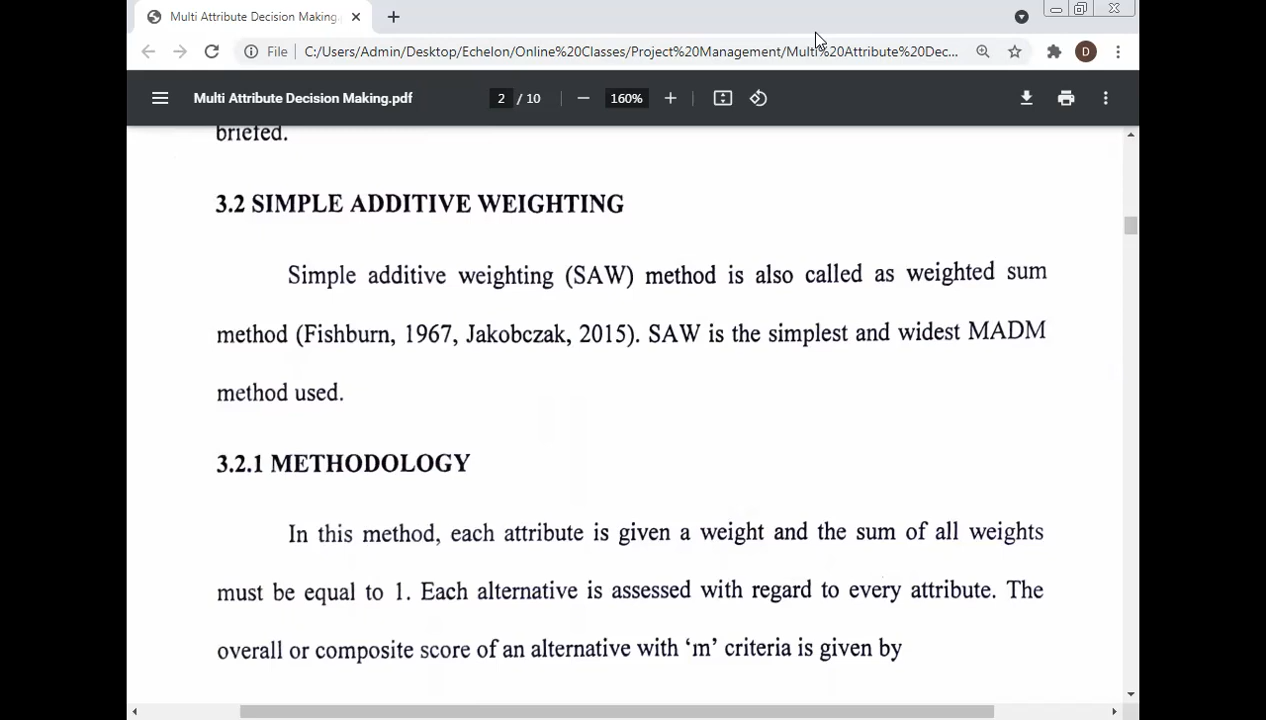 Multi Attribute Decision Making.
File C:/Users/Admin/Desktop/Echelon/Online%20Classes/Project%20Management/Multi%20Attribute%20Dec...
D
Multi Attribute Decision Making.pdf
2 / 10
160%
briefed.
3.2 SIMPLE ADDITIVE WEIGHTING
Simple additive weighting (SAW) method is also called as weighted sum
method (Fishburn, 1967, Jakobczak, 2015). SAW is the simplest and widest MADM
method used.
3.2.1 METHODOLOGY
In this method, each attribute is given a weight and the sum of all weights
must be equal to 1. Each alternative is assessed with regard to every attribute. The
overall or composite score of an alternative with ‘m’ criteria is given by